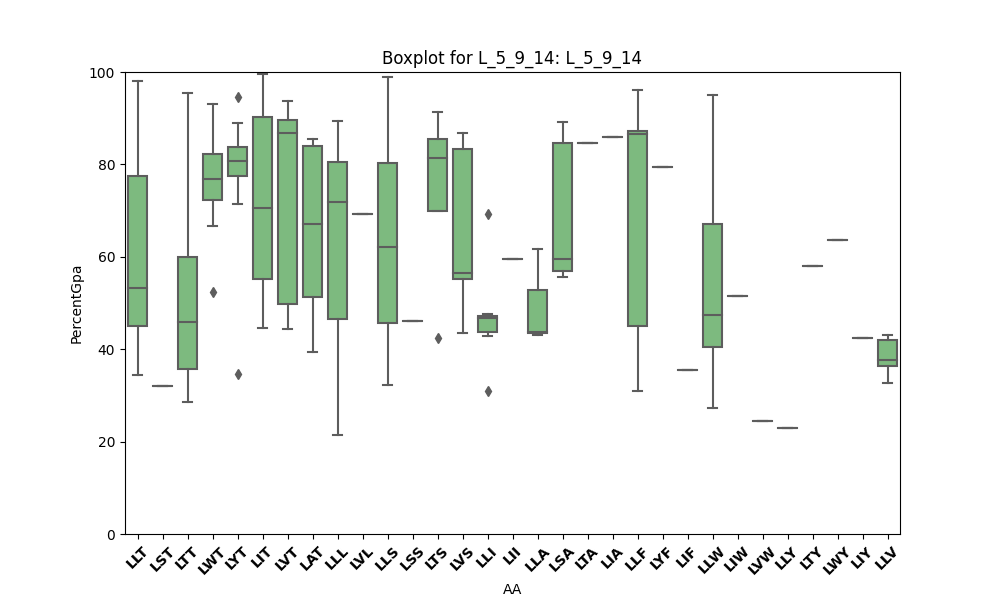 Boxplot for L_5_9_14: L_5_9_14
100
80
60
40
20
0
PercentGpa
LLT LST LTT LWT LYT LIT LVT LAT LLL LVL LLS LSS LTS LVS LLI LII LLA LSA LTA LIA LLF LYF LIF LLW LIW LVW LLY LTY LWY LIY LLV
AA